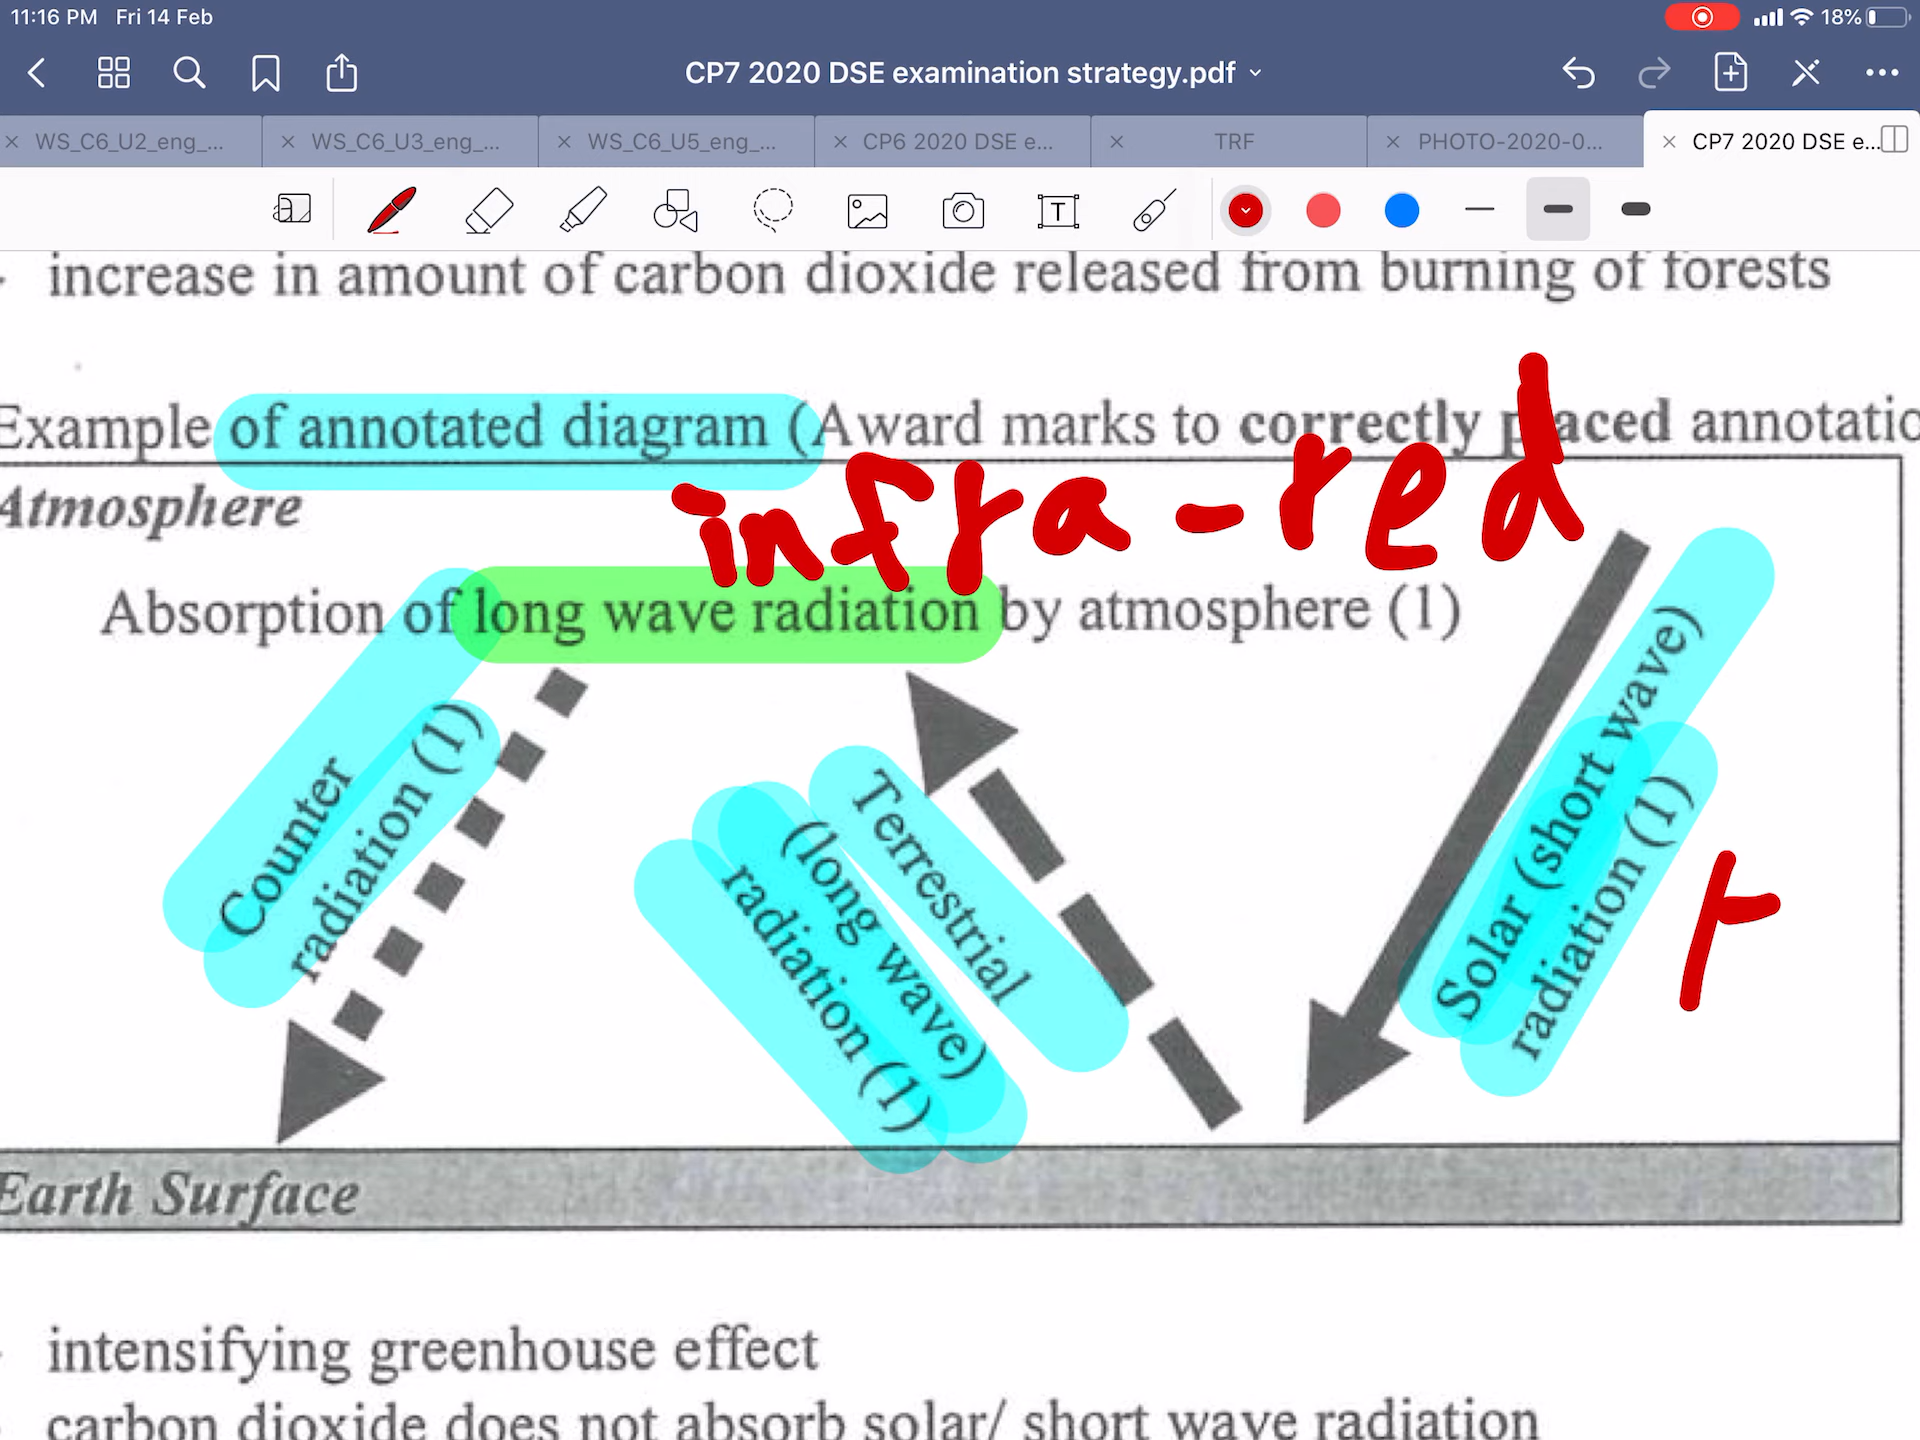 11:16 PM Fri 14 Feb
18%
CP7 2020 DSE examination strategy.pdf
WS_C6_U2_eng_...
WS_C6_U3_eng_...
WS_C6_U5_eng_...
CP6 2020 DSE e...
TRF
PHOTO-2020-0...
CP7 2020 DSE e...
increase in amount of carbon dioxide released from burning of forests
Example of annotated diagram (Award marks to correctly placed annotatio
infra-red
Atmosphere
Absorption of long wave radiation by atmosphere (1)
Counter
radiation (1)
Terrestrial
(long wave)
radiation (1)
Solar (short wave)
radiation (1)
Earth Surface
intensifying greenhouse effect
carbon dioxide does not absorb solar/ short wave radiation